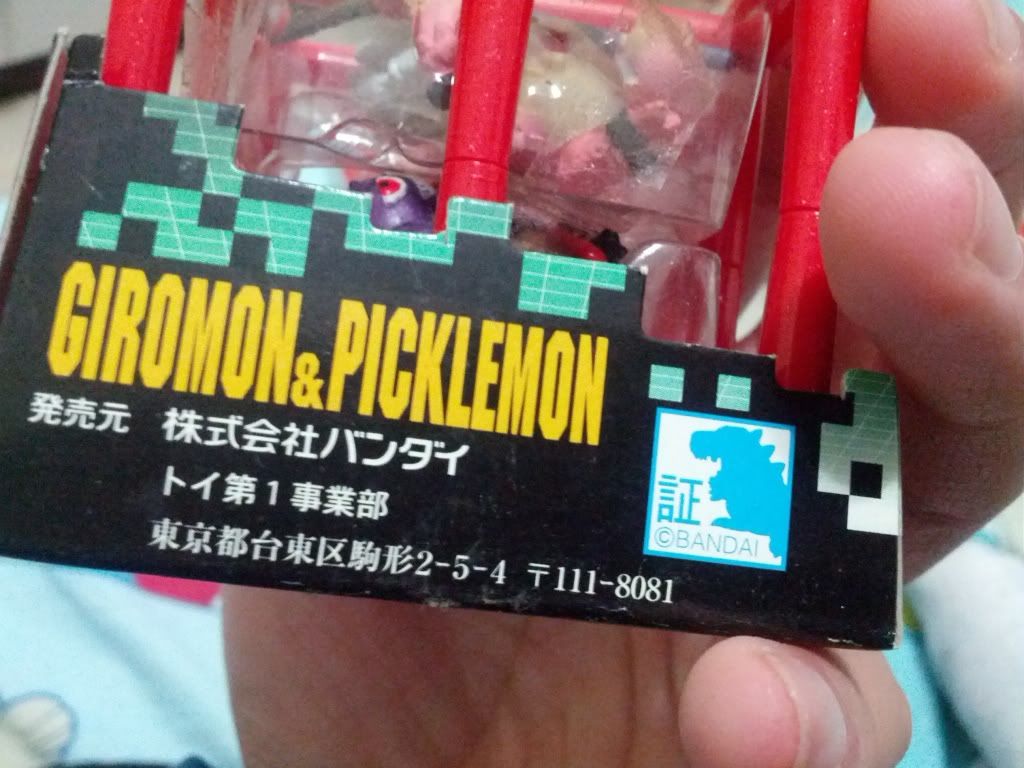 GIROMON & PICKLEMON
発売元 株式会社バンダイ
トイ第1事業部
東京都台東区駒形2-5-4 〒111-8081
証
©BANDAI